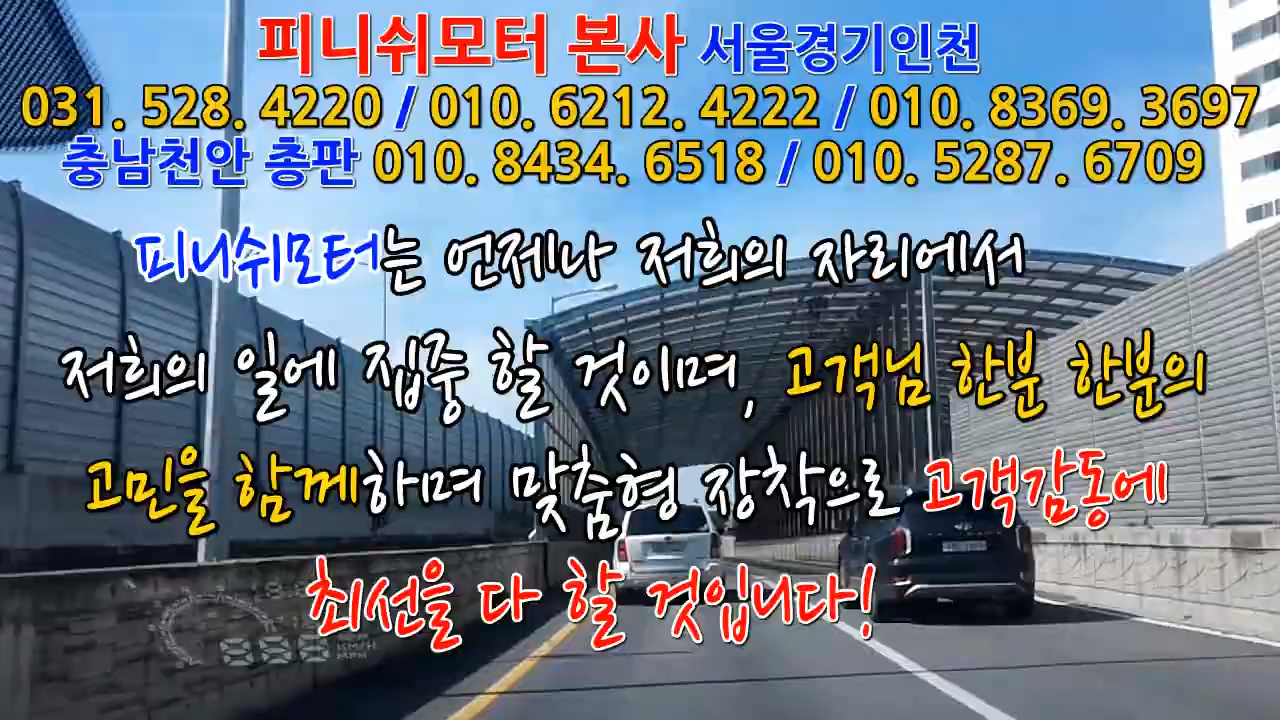 피니쉬모터 본사 서울경기인천
031. 528. 4220 / 010. 6212. 4222 / 010. 8369. 3697
충남천안 총판 010. 8434. 6518 / 010. 5287. 6709
피니쉬모터는 언제나 저희의 자리에서
저희의 일에 집중 할 것이며, 고객님 한분 한분의
고민을 함께하며 맞춤형 장착으로 고객감동에
최선을 다 할 것입니다!
888
KM/H
MPH